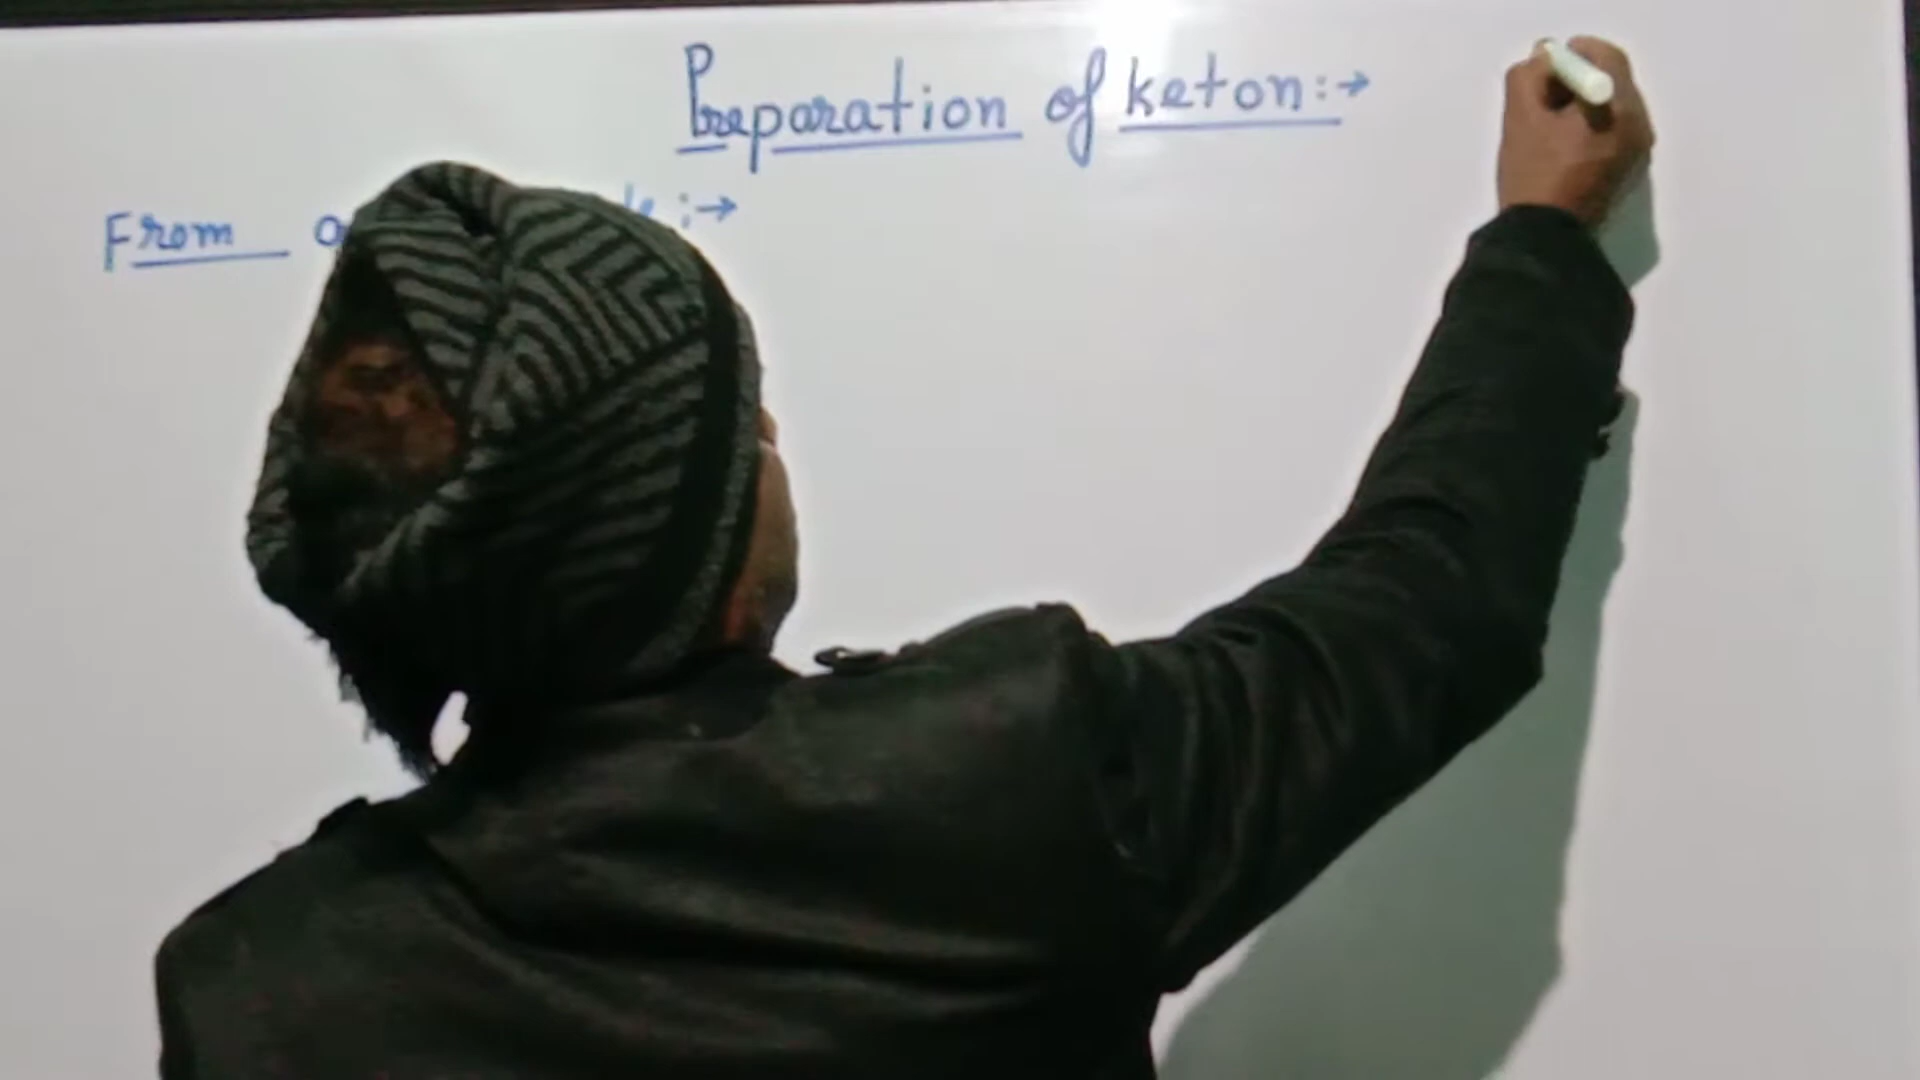 Preparation of keton:→
From :→